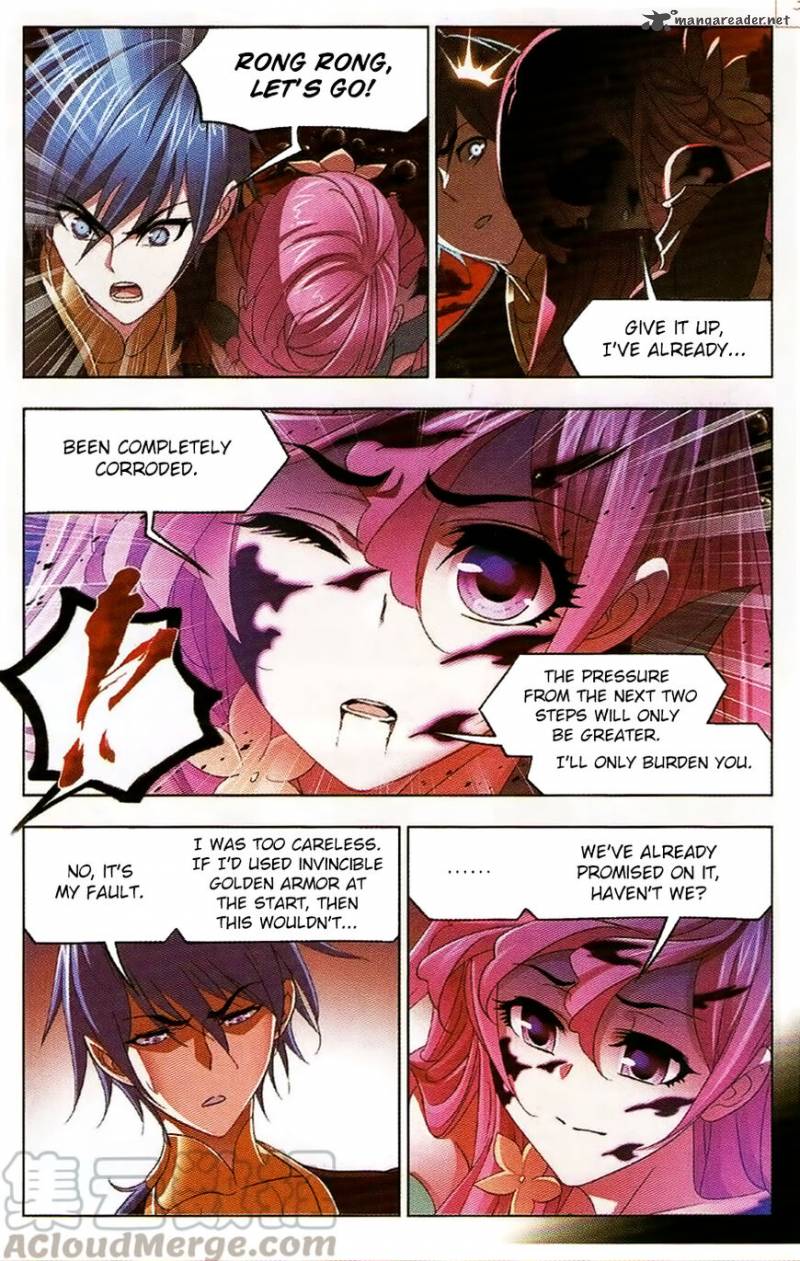 mangareader.net
RONG RONG,
LET'S GO!
GIVE IT UP,
I'VE ALREADY...
BEEN COMPLETELY
CORRODED.
THE PRESSURE
FROM THE NEXT TWO
STEPS WILL ONLY
BE GREATER.
I'LL ONLY BURDEN YOU.
NO, IT'S
MY FAULT.
I WAS TOO CARELESS.
IF I'D USED INVINCIBLE
GOLDEN ARMOR AT
THE START, THEN
THIS WOULDN'T...
......
WE'VE ALREADY
PROMISED ON IT,
HAVEN'T WE?
ACloudMerge.com